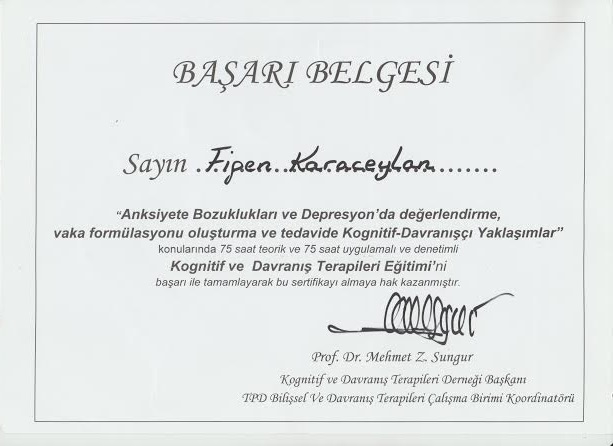 BAŞARI BELGESİ
Sayın .Figen..Karaceylan.......
"Anksiyete Bozuklukları ve Depresyon'da değerlendirme,
vaka formülasyonu oluşturma ve tedavide Kognitif-Davranışçı Yaklaşımlar"
konularında 75 saat teorik ve 75 saat uygulamalı ve denetimli
Kognitif ve Davranış Terapileri Eğitimi'ni
başarı ile tamamlayarak bu sertifikayı almaya hak kazanmıştır.
Prof. Dr. Mehmet Z. Sungur
Kognitif ve Davranış Terapileri Derneği Başkanı
TPD Bilişsel Ve Davranış Terapileri Çalışma Birimi Koordinatörü